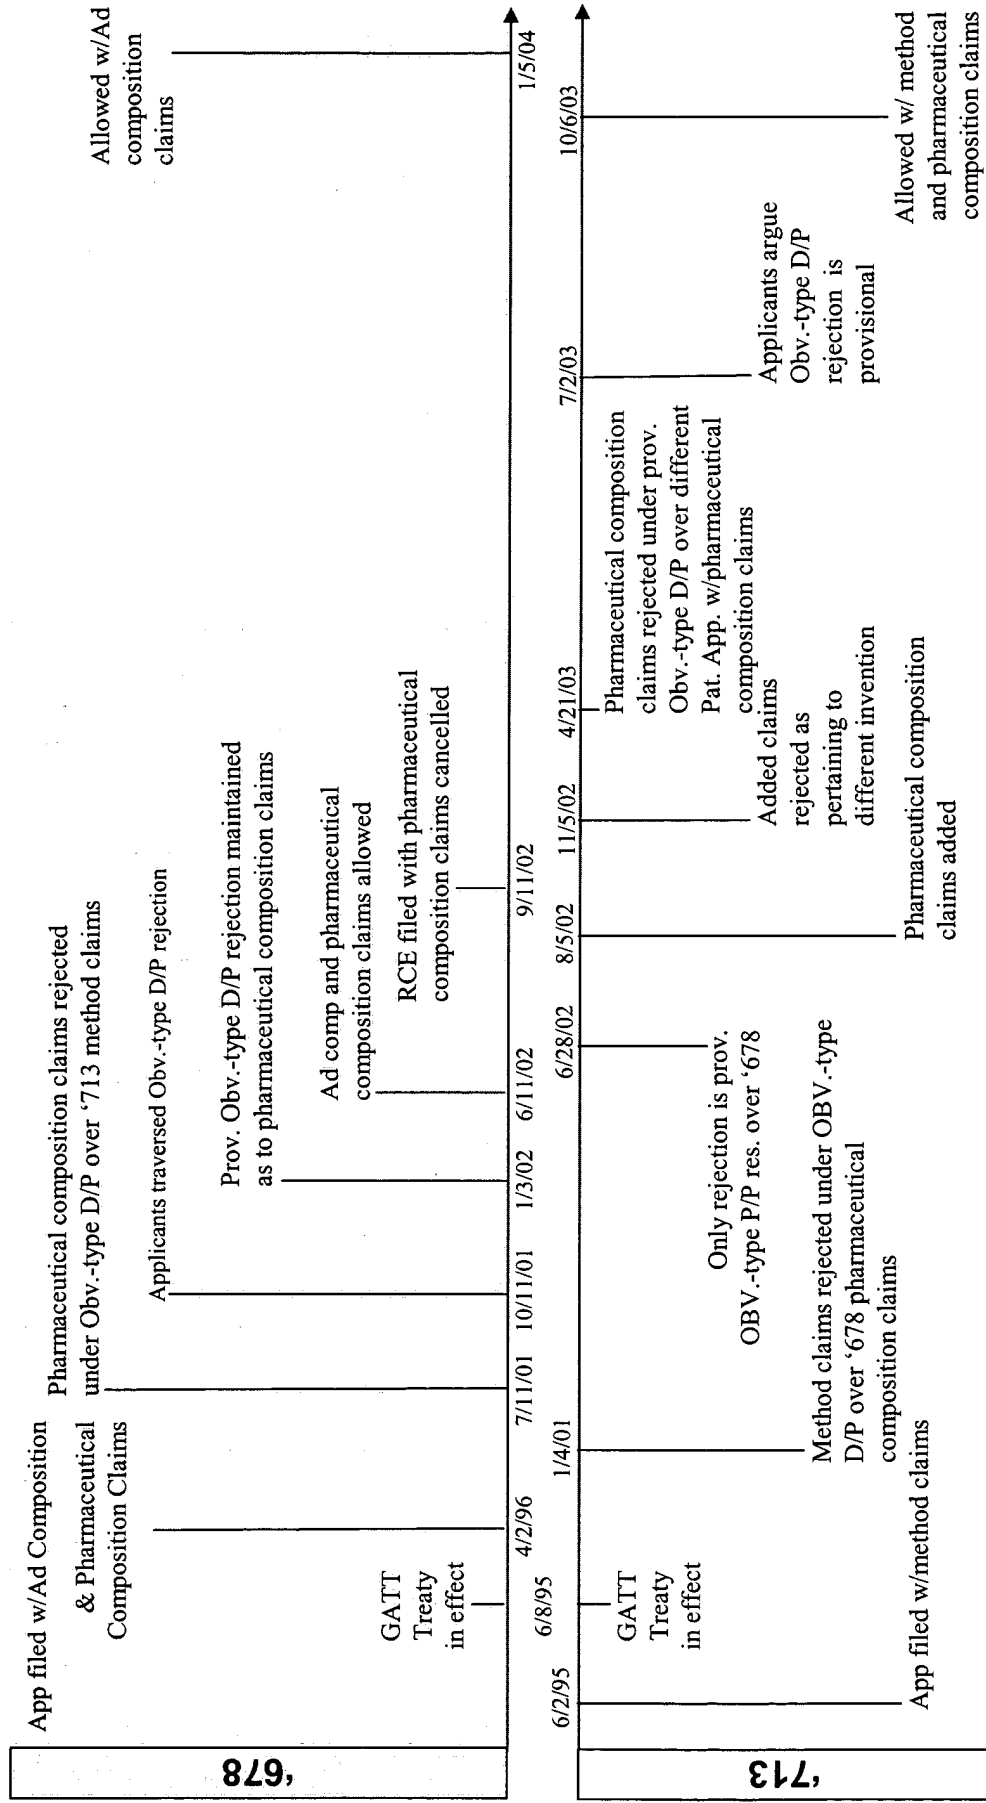 '678
App filed w/Ad Composition
& Pharmaceutical
Composition Claims
GATT
Treaty
in effect
Pharmaceutical composition claims rejected
under Obv.-type D/P over '713 method claims
Applicants traversed Obv.-type D/P rejection
Prov. Obv.-type D/P rejection maintained
as to pharmaceutical composition claims
Ad comp and pharmaceutical
composition claims allowed
RCE filed with pharmaceutical
composition claims cancelled
Allowed w/Ad
composition
claims
6/8/95
4/2/96
7/11/01
10/11/01
1/3/02
6/11/02
9/11/02
1/5/04
'713
6/2/95
1/4/01
6/28/02
8/5/02
11/5/02
4/21/03
7/2/03
10/6/03
App filed w/method claims
GATT
Treaty
in effect
Method claims rejected under OBV.-type
D/P over '678 pharmaceutical
composition claims
Only rejection is prov.
OBV.-type P/P res. over '678
Pharmaceutical composition
claims added
Added claims
rejected as
pertaining to
different invention
Pharmaceutical composition
claims rejected under prov.
Obv.-type D/P over different
Pat. App. w/pharmaceutical
composition claims
Applicants argue
Obv.-type D/P
rejection is
provisional
Allowed w/ method
and pharmaceutical
composition claims